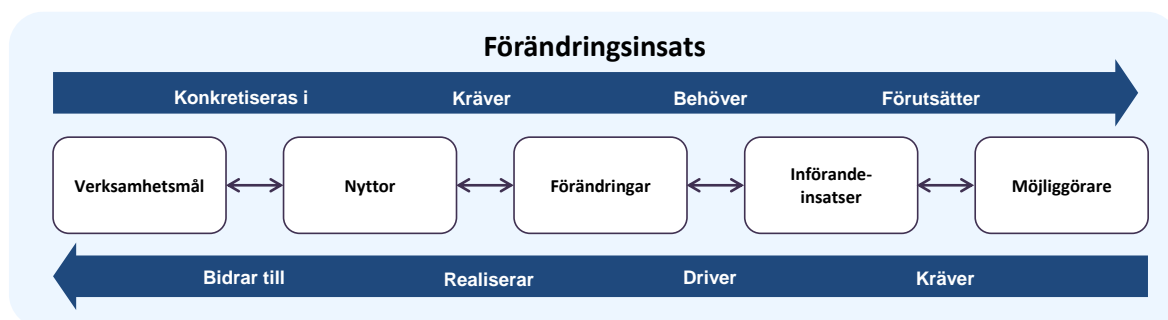 Förändringsinsats
Konkretiseras i Kräver Behöver Förutsätter
Verksamhetsmål Nyttor Förändringar Införande-
insatser Möjliggörare
Bidrar till Realiserar Driver Kräver